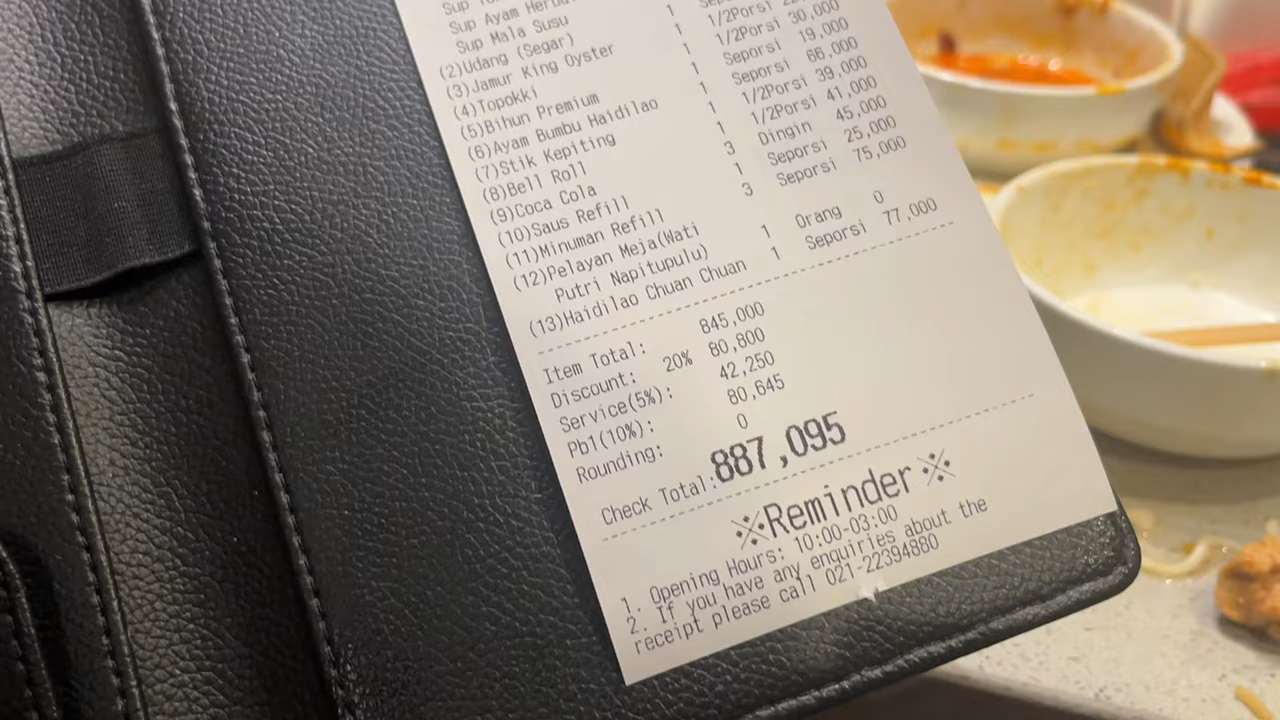 Sup Ayam
Sup Mala Susu
(2)Udang (Segar) 1
(3)Jamur King Oyster 1 1/2Porsi
(4)Topokki 1 1/2Porsi 30,000
(5)Bihun Premium 1 Seporsi 19,000
(6)Ayam Bumbu Haidilao 1 Seporsi 66,000
(7)Stik Kepiting 1 1/2Porsi 39,000
(8)Bell Roll 1 1/2Porsi 41,000
(9)Coca Cola 3 Dingin 45,000
(10)Saus Refill 1 Seporsi 25,000
(11)Minuman Refill 3 Seporsi 75,000
(12)Pelayan Meja(Wati
Putri Napitupulu) 1 Orang 0
(13)Haidilao Chuan Chuan 1 Seporsi 77,000
Item Total: 845,000
Discount: 20% 80,800
Service(5%): 42,250
Pb1(10%): 80,645
Rounding: 0
Check Total:887,095
※Reminder※
1. Opening Hours: 10:00-03:00
2. If you have any enquiries about the
receipt please call 021-22394880